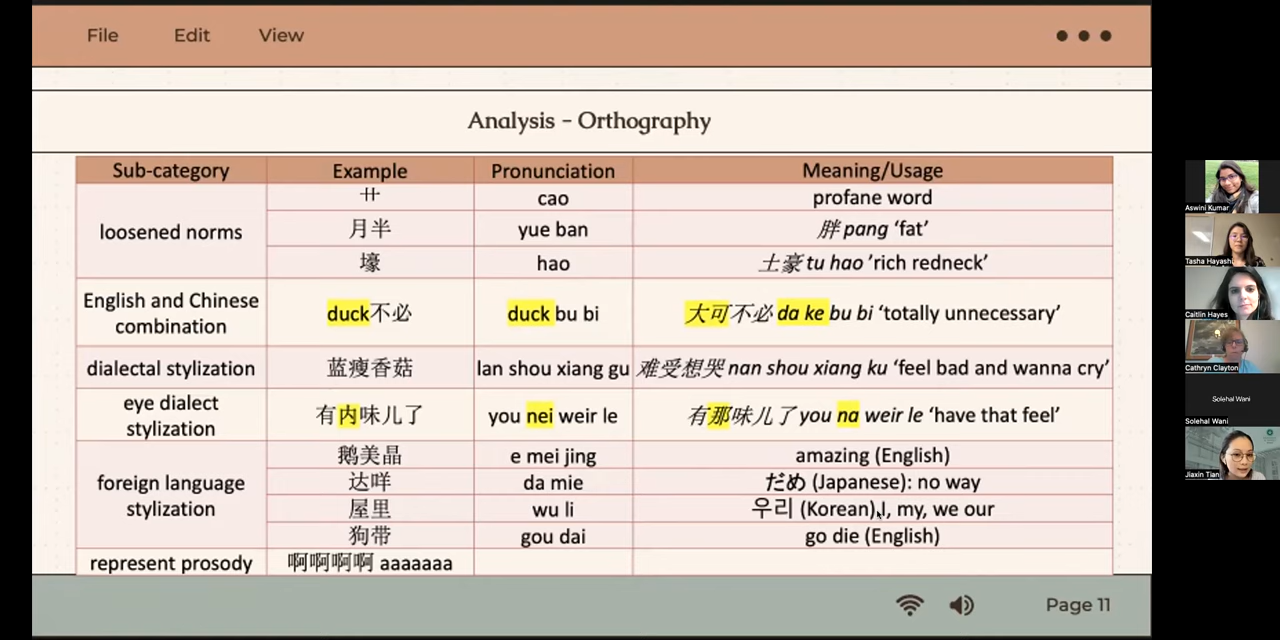 File Edit View
Analysis - Orthography
Sub-category Example Pronunciation Meaning/Usage
loosened norms
艹 cao profane word
月半 yue ban 胖 pang ‘fat’
壕 hao 土豪 tu hao ’rich redneck’
English and Chinese
combination
duck不必 duck bu bi 大可不必 da ke bu bi ‘totally unnecessary’
dialectal stylization 蓝瘦香菇 lan shou xiang gu 难受想哭 nan shou xiang ku ‘feel bad and wanna cry’
eye dialect
stylization
有内味儿了 you nei weir le 有那味儿了 you na weir le ‘have that feel’
foreign language
stylization
鹅美晶 e mei jing amazing (English)
达咩 da mie だめ (Japanese): no way
屋里 wu li 우리 (Korean) I, my, we our
狗带 gou dai go die (English)
represent prosody 啊啊啊啊 aaaaaaa
Page 11
Aswini Kumar
Tasha Hayashi
Caitlin Hayes
Cathryn Clayton
Solehal Wani
Solehal Wani
Jiaxin Tian